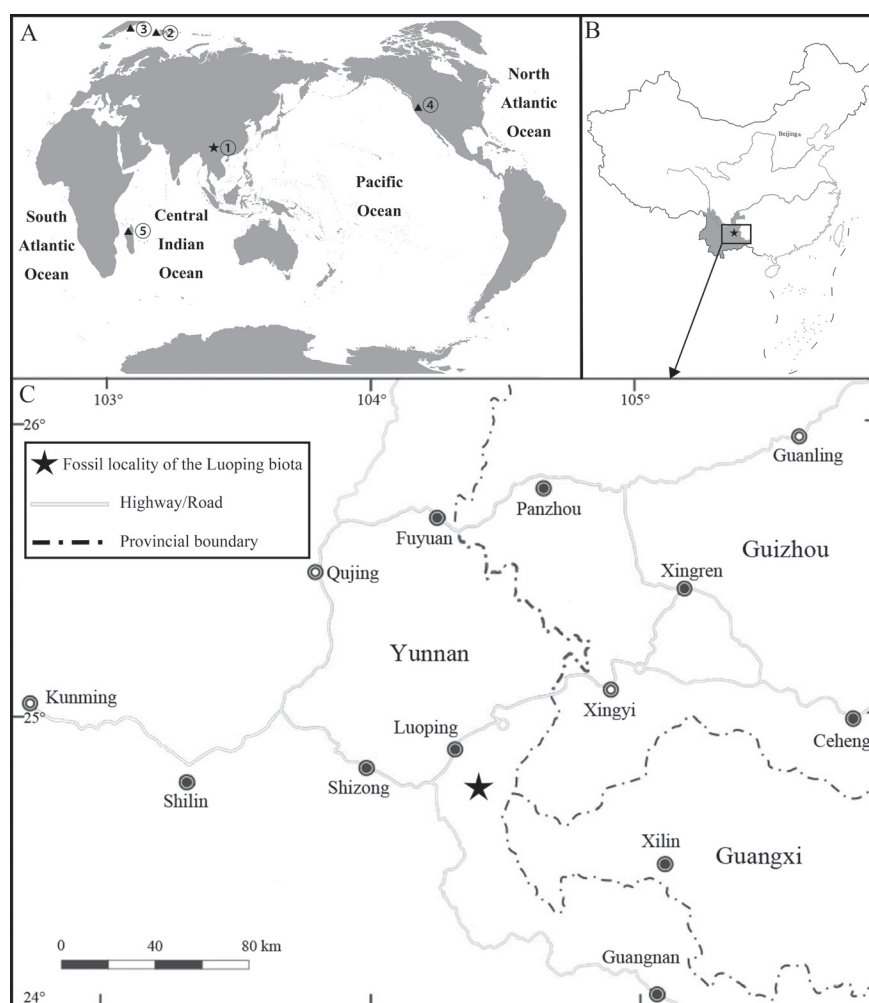 A
③
②
North
Atlantic
Ocean
④
①
Pacific
Ocean
South
Atlantic
Ocean
Central
Indian
Ocean
⑤
B
Beijing
C
103°
104°
105°
26°
Fossil locality of the Luoping biota
Highway/Road
Provincial boundary
Guanling
Panzhou
Fuyuan
Guizhou
Qujing
Xingren
Yunnan
Kunming
25°
Xingyi
Luoping
Ceheng
Shizong
Shilin
Xilin
Guangxi
0 40 80 km
Guangnan
24°